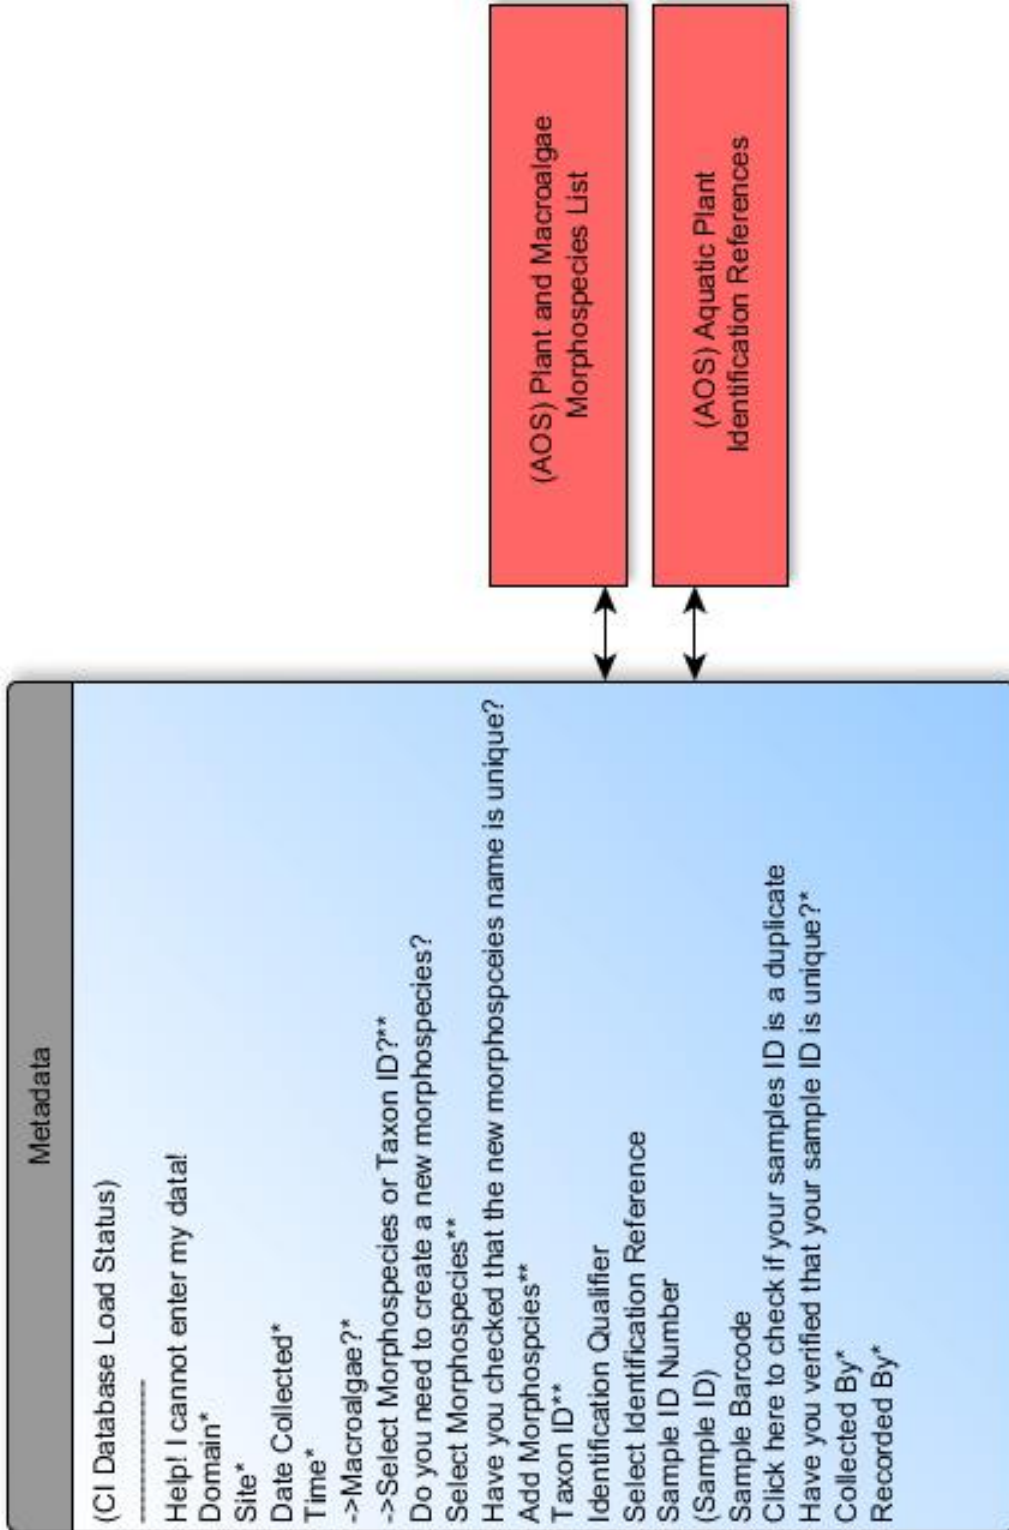 Metadata
(CI Database Load Status)
--------------------
Help! I cannot enter my data!
Domain*
Site*
Date Collected*
Time*
->Macroalgae?*
->Select Morphospecies or Taxon ID?**
Do you need to create a new morphospecies?
Select Morphospecies**
Have you checked that the new morphospceies name is unique?
Add Morphospcies**
Taxon ID**
Identification Qualifier
Select Identification Reference
Sample ID Number
(Sample ID)
Sample Barcode
Click here to check if your samples ID is a duplicate
Have you verified that your sample ID is unique?*
Collected By*
Recorded By*
(AOS) Plant and Macroalgae
Morphospecies List
(AOS) Aquatic Plant
Identification References